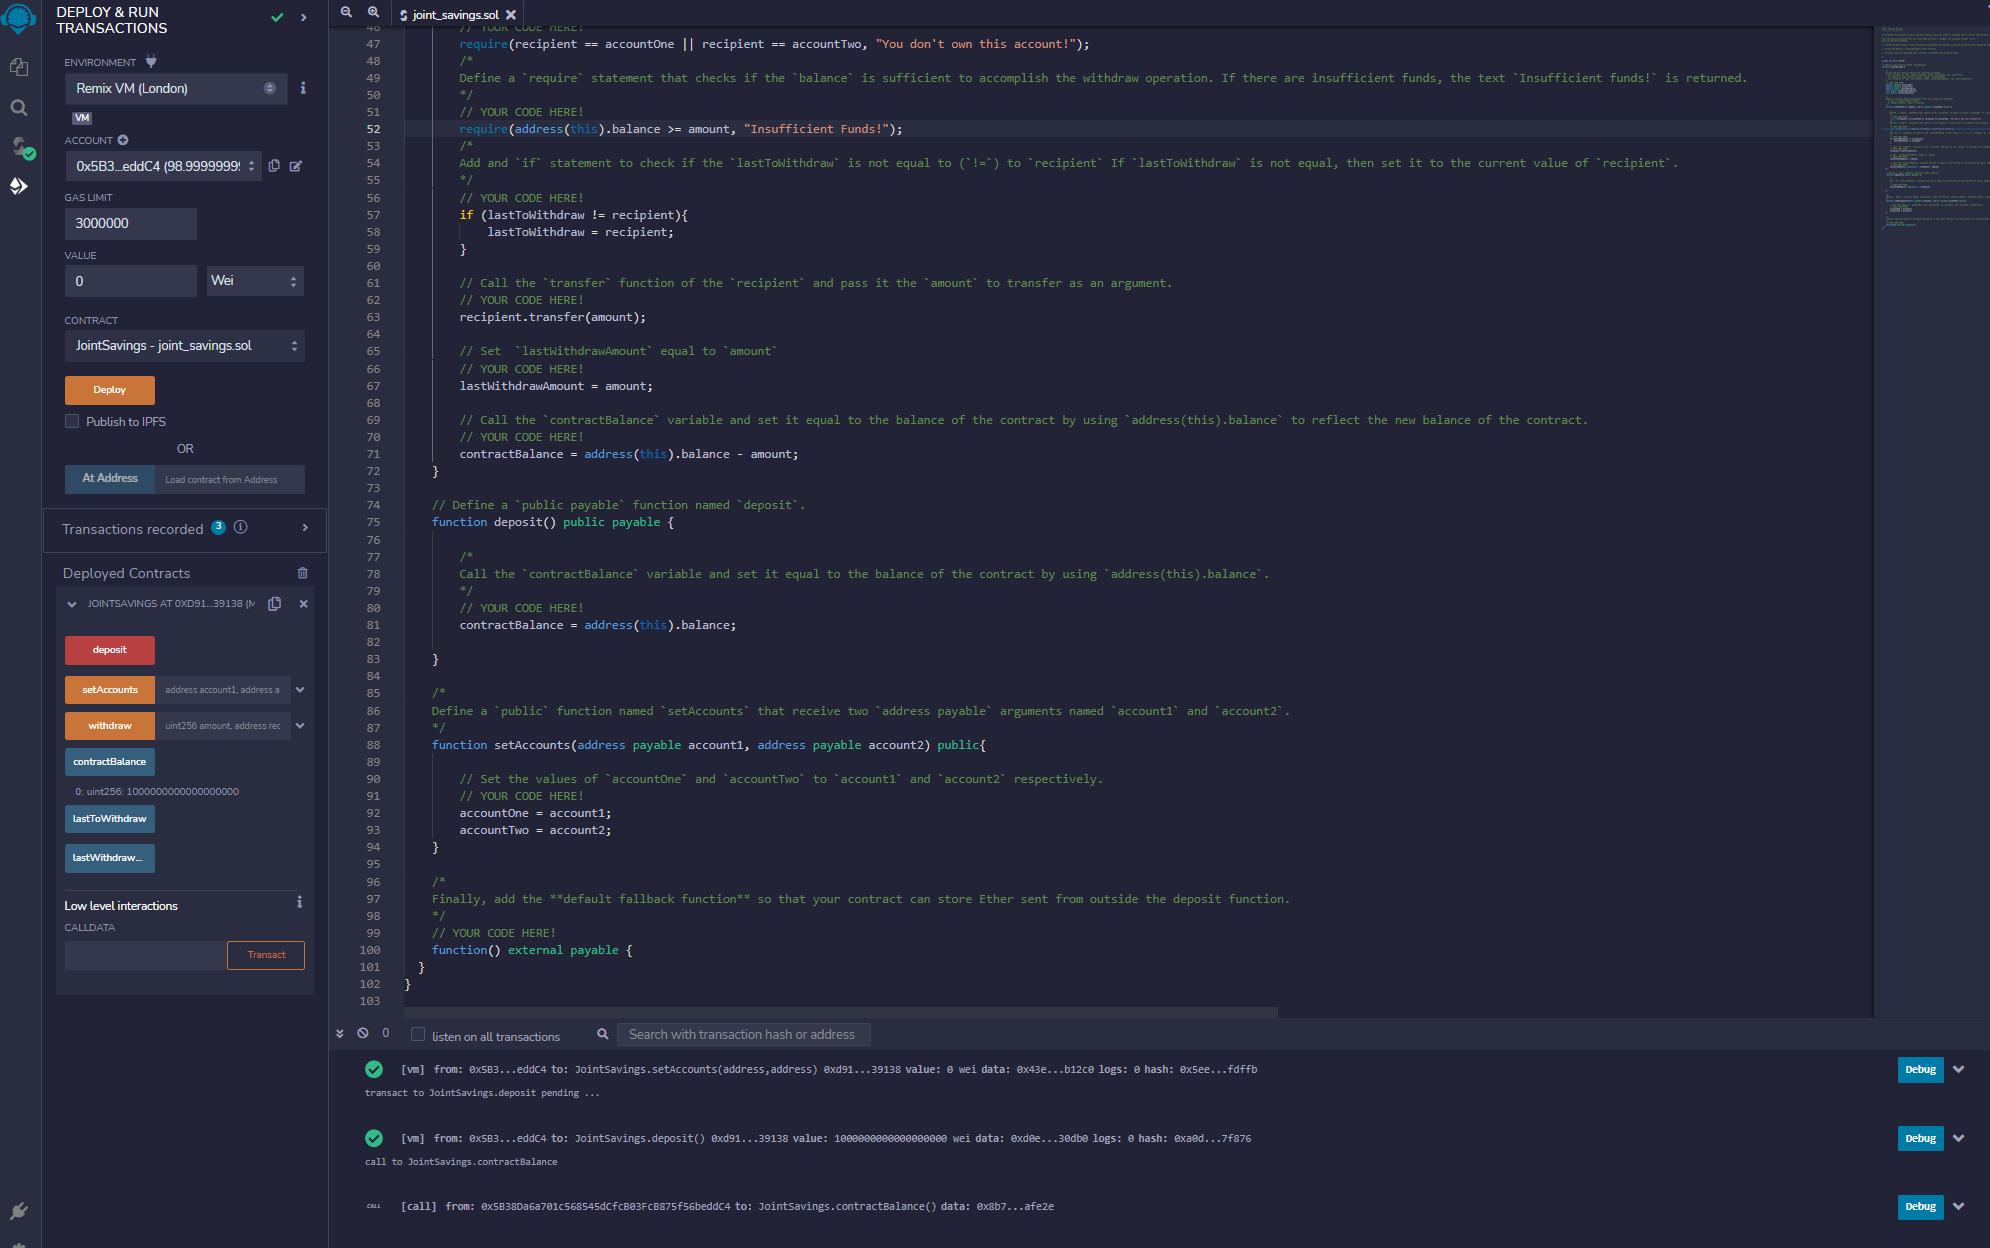 DEPLOY & RUN
TRANSACTIONS
ENVIRONMENT
Remix VM (London)
VM
ACCOUNT
0x5B3...eddC4 (98.99999999
GAS LIMIT
3000000
VALUE
0
Wei
CONTRACT
JointSavings - joint_savings.sol
Deploy
Publish to IPFS
OR
At Address
Load contract from Address
Transactions recorded 3
Deployed Contracts
JOINTSAVINGS AT 0XD91...39138 (M
deposit
setAccounts
address account1, address a
withdraw
uint256 amount, address rec
contractBalance
0: uint256: 1000000000000000000
lastToWithdraw
lastWithdraw...
Low level interactions
CALLDATA
Transact
joint_savings.sol
46 // YOUR CODE HERE!
47 require(recipient == accountOne || recipient == accountTwo, "You don't own this account!");
48 /*
49 Define a `require` statement that checks if the `balance` is sufficient to accomplish the withdraw operation. If there are insufficient funds, the text `Insufficient funds!` is returned.
50 */
51 // YOUR CODE HERE!
52 require(address(this).balance >= amount, "Insufficient Funds!");
53 /*
54 Add and `if` statement to check if the `lastToWithdraw` is not equal to (`!=`) to `recipient` If `lastToWithdraw` is not equal, then set it to the current value of `recipient`.
55 */
56 // YOUR CODE HERE!
57 if (lastToWithdraw != recipient){
58 lastToWithdraw = recipient;
59 }
60
61 // Call the `transfer` function of the `recipient` and pass it the `amount` to transfer as an argument.
62 // YOUR CODE HERE!
63 recipient.transfer(amount);
64
65 // Set  `lastWithdrawAmount` equal to `amount`
66 // YOUR CODE HERE!
67 lastWithdrawAmount = amount;
68
69 // Call the `contractBalance` variable and set it equal to the balance of the contract by using `address(this).balance` to reflect the new balance of the contract.
70 // YOUR CODE HERE!
71 contractBalance = address(this).balance - amount;
72 }
73
74 // Define a `public payable` function named `deposit`.
75 function deposit() public payable {
76
77 /*
78 Call the `contractBalance` variable and set it equal to the balance of the contract by using `address(this).balance`.
79 */
80 // YOUR CODE HERE!
81 contractBalance = address(this).balance;
82
83 }
84
85 /*
86 Define a `public` function named `setAccounts` that receive two `address payable` arguments named `account1` and `account2`.
87 */
88 function setAccounts(address payable account1, address payable account2) public{
89
90 // Set the values of `accountOne` and `accountTwo` to `account1` and `account2` respectively.
91 // YOUR CODE HERE!
92 accountOne = account1;
93 accountTwo = account2;
94 }
95
96 /*
97 Finally, add the **default fallback function** so that your contract can store Ether sent from outside the deposit function.
98 */
99 // YOUR CODE HERE!
100 function() external payable {
101 }
102 }
103
0
listen on all transactions
Search with transaction hash or address
[vm] from: 0x5B3...eddC4 to: JointSavings.setAccounts(address,address) 0xd91...39138 value: 0 wei data: 0x43e...b12c0 logs: 0 hash: 0x5ee...fdffb
Debug
transact to JointSavings.deposit pending ...
[vm] from: 0x5B3...eddC4 to: JointSavings.deposit() 0xd91...39138 value: 1000000000000000000 wei data: 0xd0e...30db0 logs: 0 hash: 0xa0d...7f876
Debug
call to JointSavings.contractBalance
CALL [call] from: 0x5B38Da6a701c568545dCfcB03FcB875f56beddC4 to: JointSavings.contractBalance() data: 0x8b7...afe2e
Debug